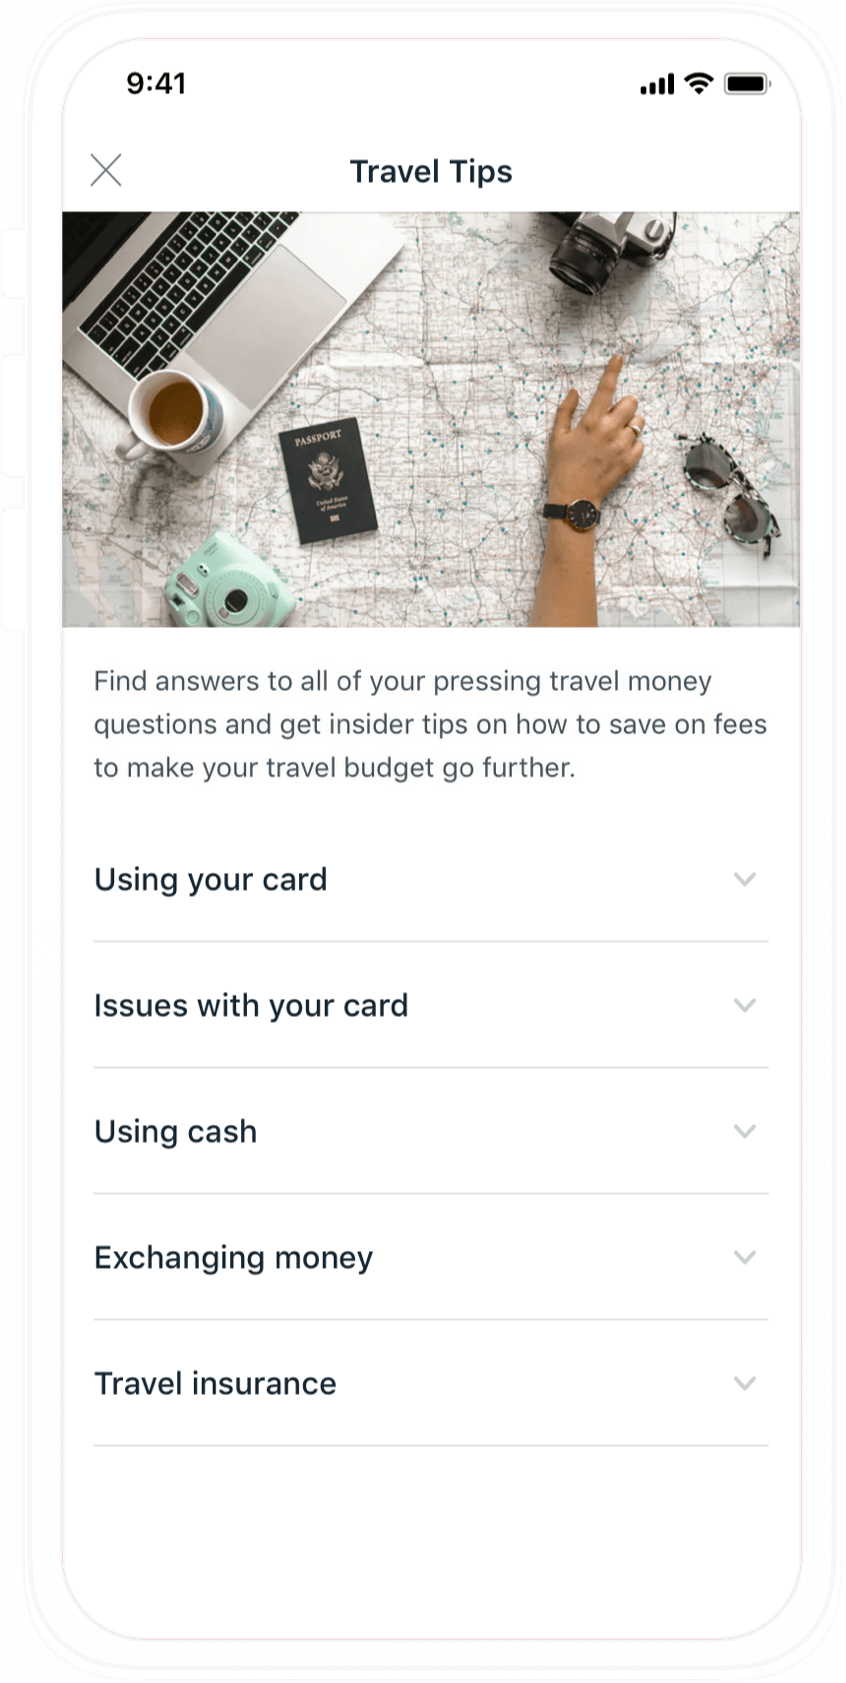 9:41
Travel Tips
PASSPORT
United States
of America
Find answers to all of your pressing travel money
questions and get insider tips on how to save on fees
to make your travel budget go further.
Using your card
Issues with your card
Using cash
Exchanging money
Travel insurance